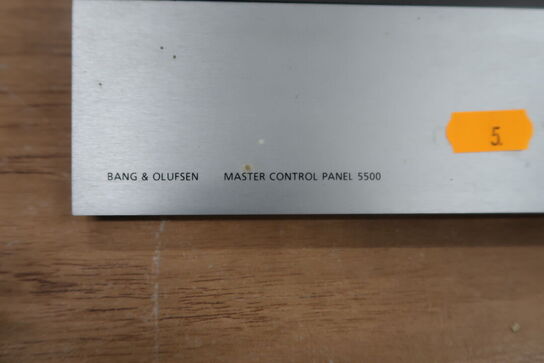 5.
BANG & OLUFSEN MASTER CONTROL PANEL 5500